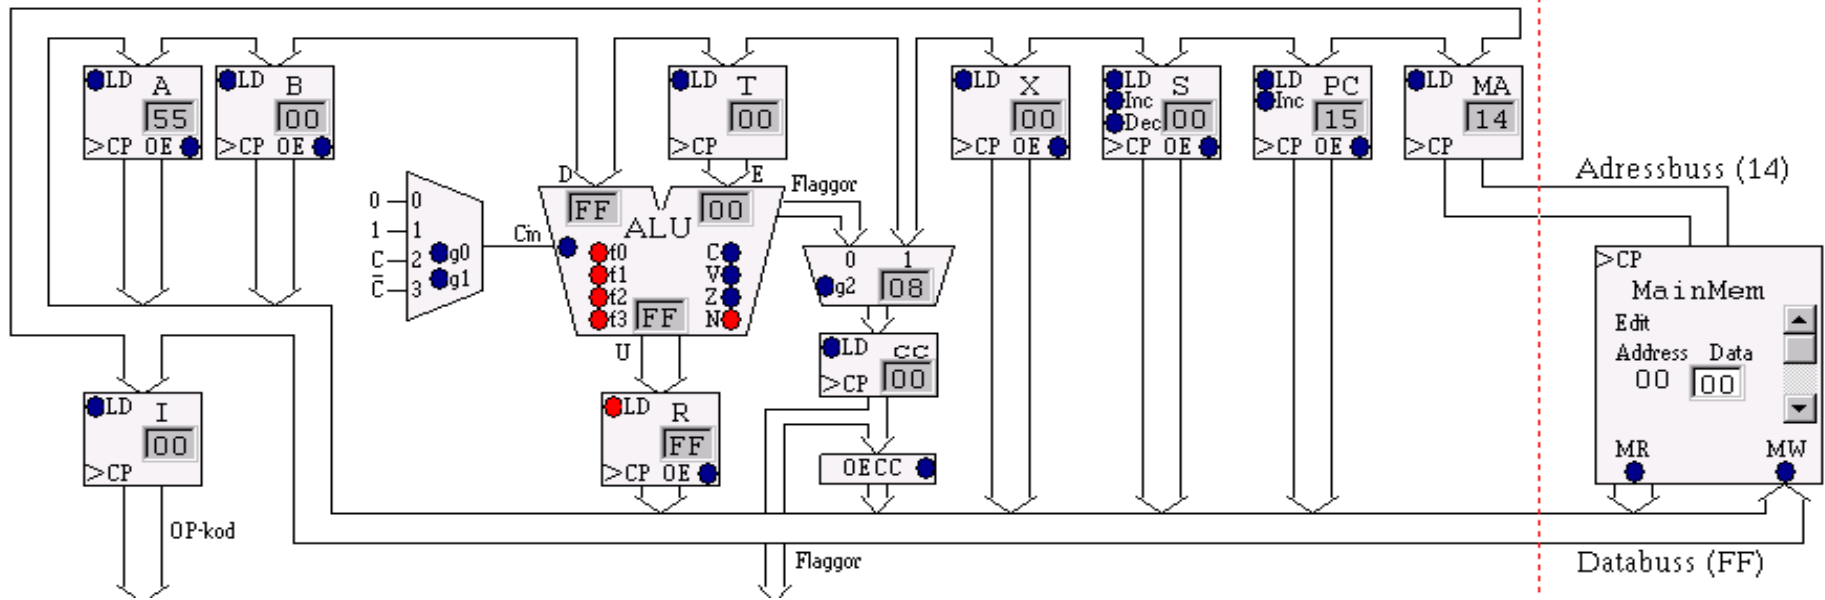 LD A
55
>CP OE
LD B
00
>CP OE
LD T
00
>CP
LD X
00
>CP OE
LD S
Inc
Dec 00
>CP OE
LD PC
Inc 15
>CP OE
LD MA
14
>CP
Adressbuss (14)
0 0
1 1
C 2 g0
C̅ 3 g1
Cin
D E
FF 00
ALU
f0 C
f1 V
f2 Z
f3 FF N
U
Flaggor
0 1
g2 08
LD CC
>CP 00
OECC
LD I
00
>CP
OP-kod
LD R
FF
>CP OE
Flaggor
>CP
MainMem
Edit
Address Data
00 00
MR MW
Databuss (FF)